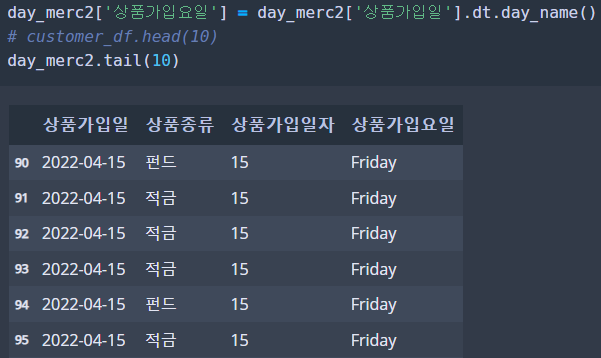 day_merc2['상품가입요일'] = day_merc2['상품가입일'].dt.day_name()
# customer_df.head(10)
day_merc2.tail(10)
상품가입일 상품종류 상품가입일자 상품가입요일
90 2022-04-15 펀드 15 Friday
91 2022-04-15 적금 15 Friday
92 2022-04-15 적금 15 Friday
93 2022-04-15 적금 15 Friday
94 2022-04-15 펀드 15 Friday
95 2022-04-15 적금 15 Friday